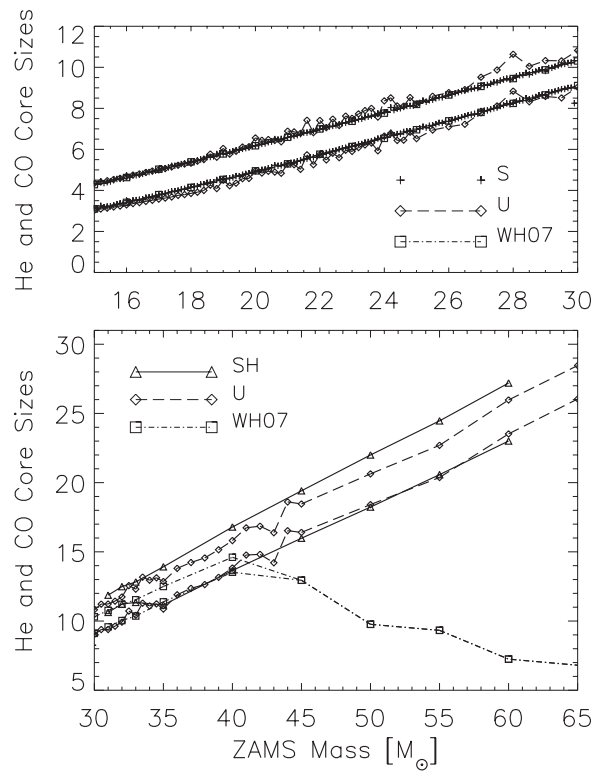 He and CO Core Sizes
12
10
8
6
4
2
0
S
U
WH07
16 18 20 22 24 26 28 30
He and CO Core Sizes
30
25
20
15
10
5
SH
U
WH07
30 35 40 45 50 55 60 65
ZAMS Mass [M⊙]